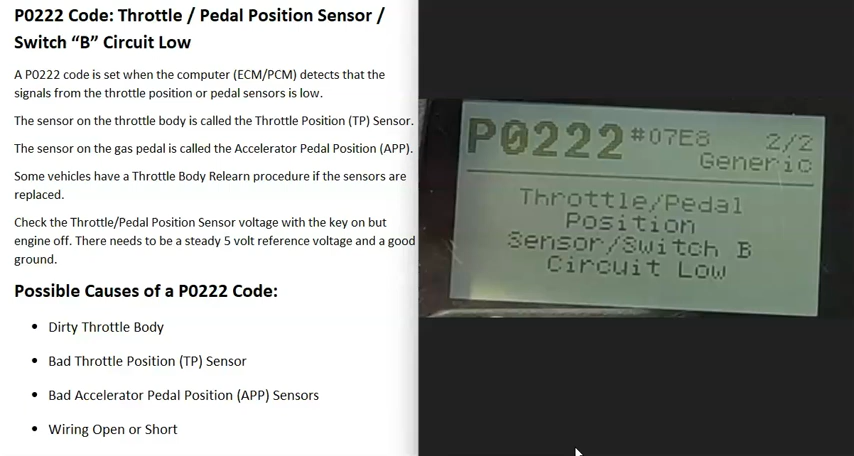 P0222 Code: Throttle / Pedal Position Sensor /
Switch “B” Circuit Low
A P0222 code is set when the computer (ECM/PCM) detects that the
signals from the throttle position or pedal sensors is low.
The sensor on the throttle body is called the Throttle Position (TP) Sensor.
The sensor on the gas pedal is called the Accelerator Pedal Position (APP).
Some vehicles have a Throttle Body Relearn procedure if the sensors are
replaced.
Check the Throttle/Pedal Position Sensor voltage with the key on but
engine off. There needs to be a steady 5 volt reference voltage and a good
ground.
Possible Causes of a P0222 Code:
• Dirty Throttle Body
• Bad Throttle Position (TP) Sensor
• Bad Accelerator Pedal Position (APP) Sensors
• Wiring Open or Short
P0222 #07E8 2/2
Generic
Throttle/Pedal
Position
Sensor/Switch B
Circuit Low